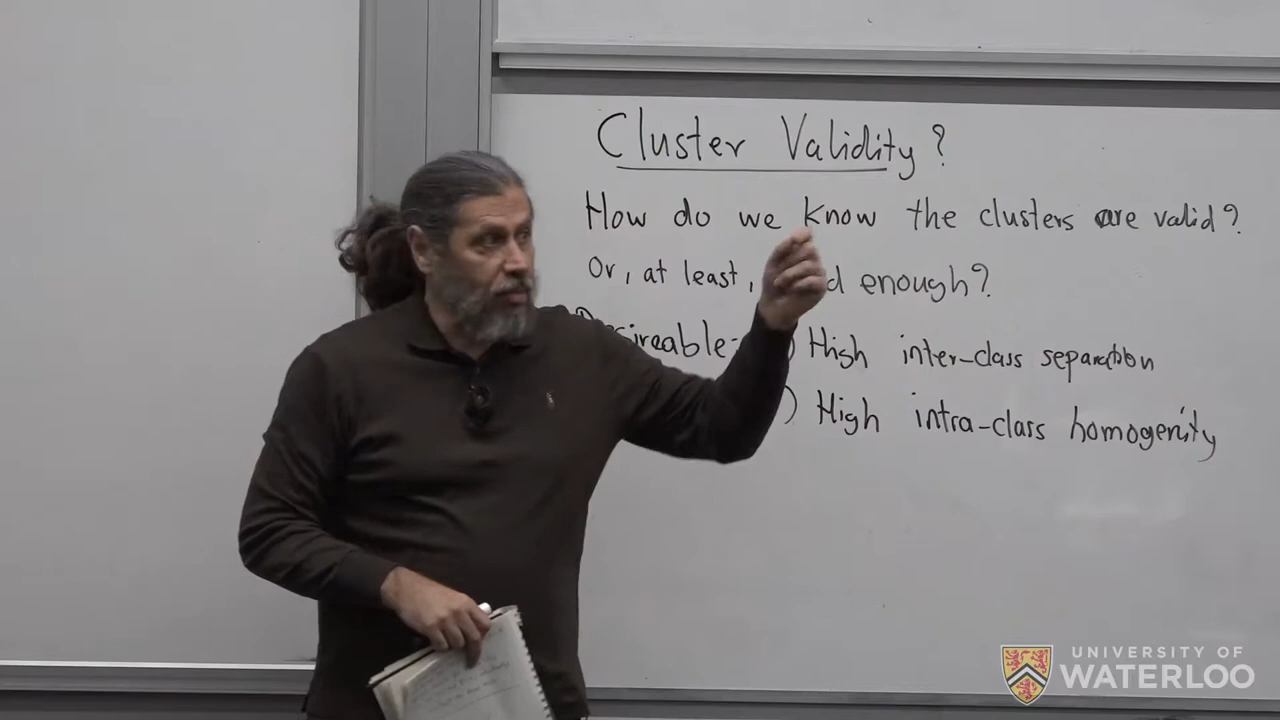 Cluster Validity?
How do we know the clusters are valid?
Or, at least, enough?
High inter-class separation
High intra-class homogenity
UNIVERSITY OF
WATERLOO